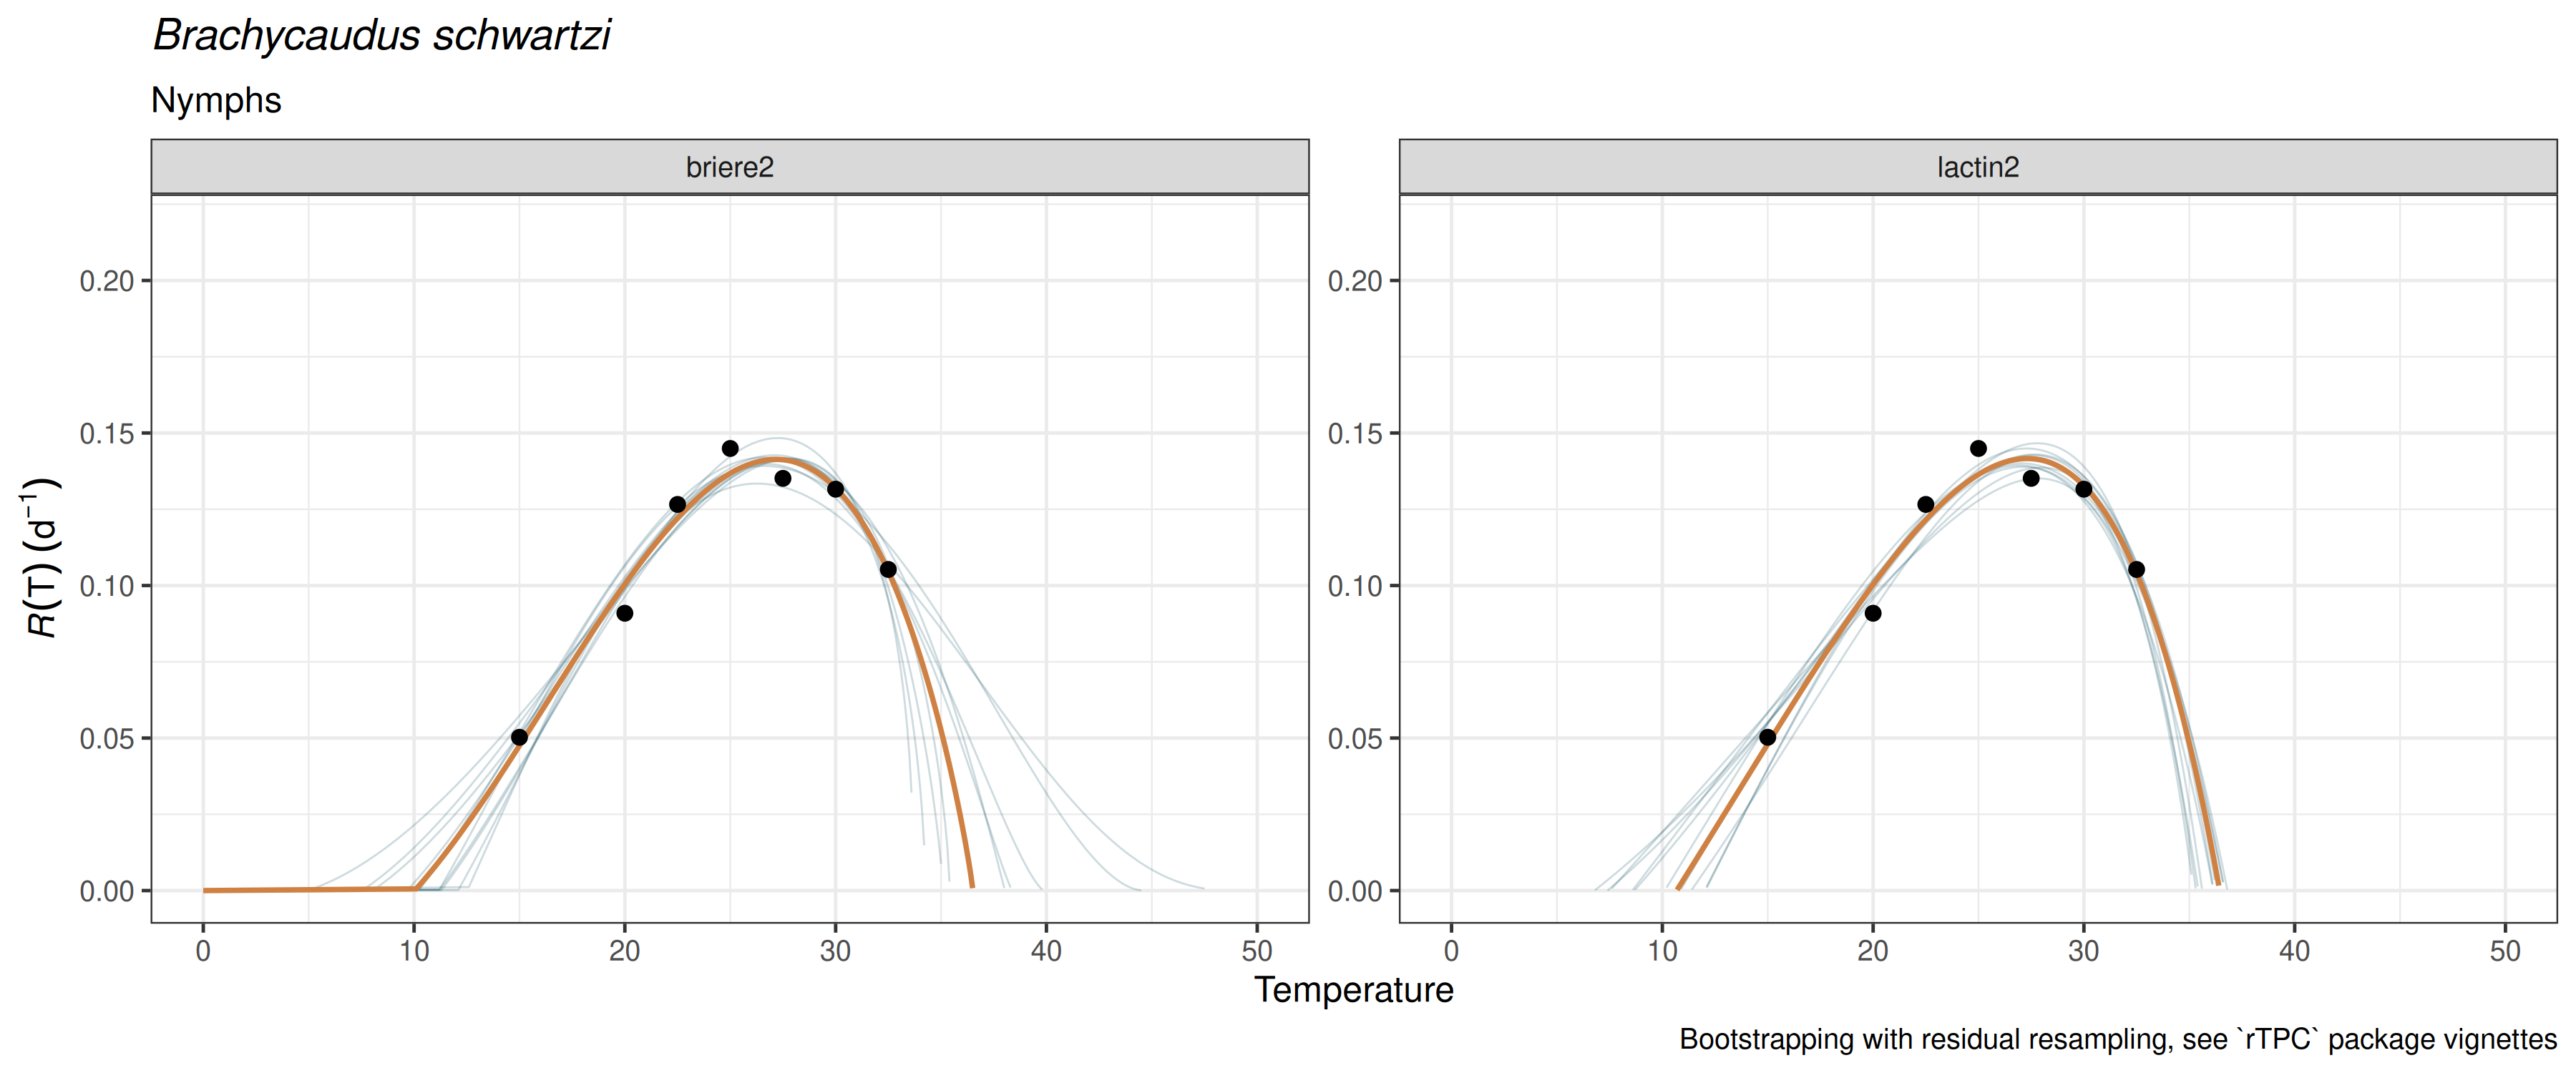 Brachycaudus schwartzi
Nymphs
briere2
lactin2
R(T) (d⁻¹)
0.20
0.15
0.10
0.05
0.00
0 10 20 30 40 50
0.20
0.15
0.10
0.05
0.00
0 10 20 30 40 50
Temperature
Bootstrapping with residual resampling, see `rTPC` package vignettes